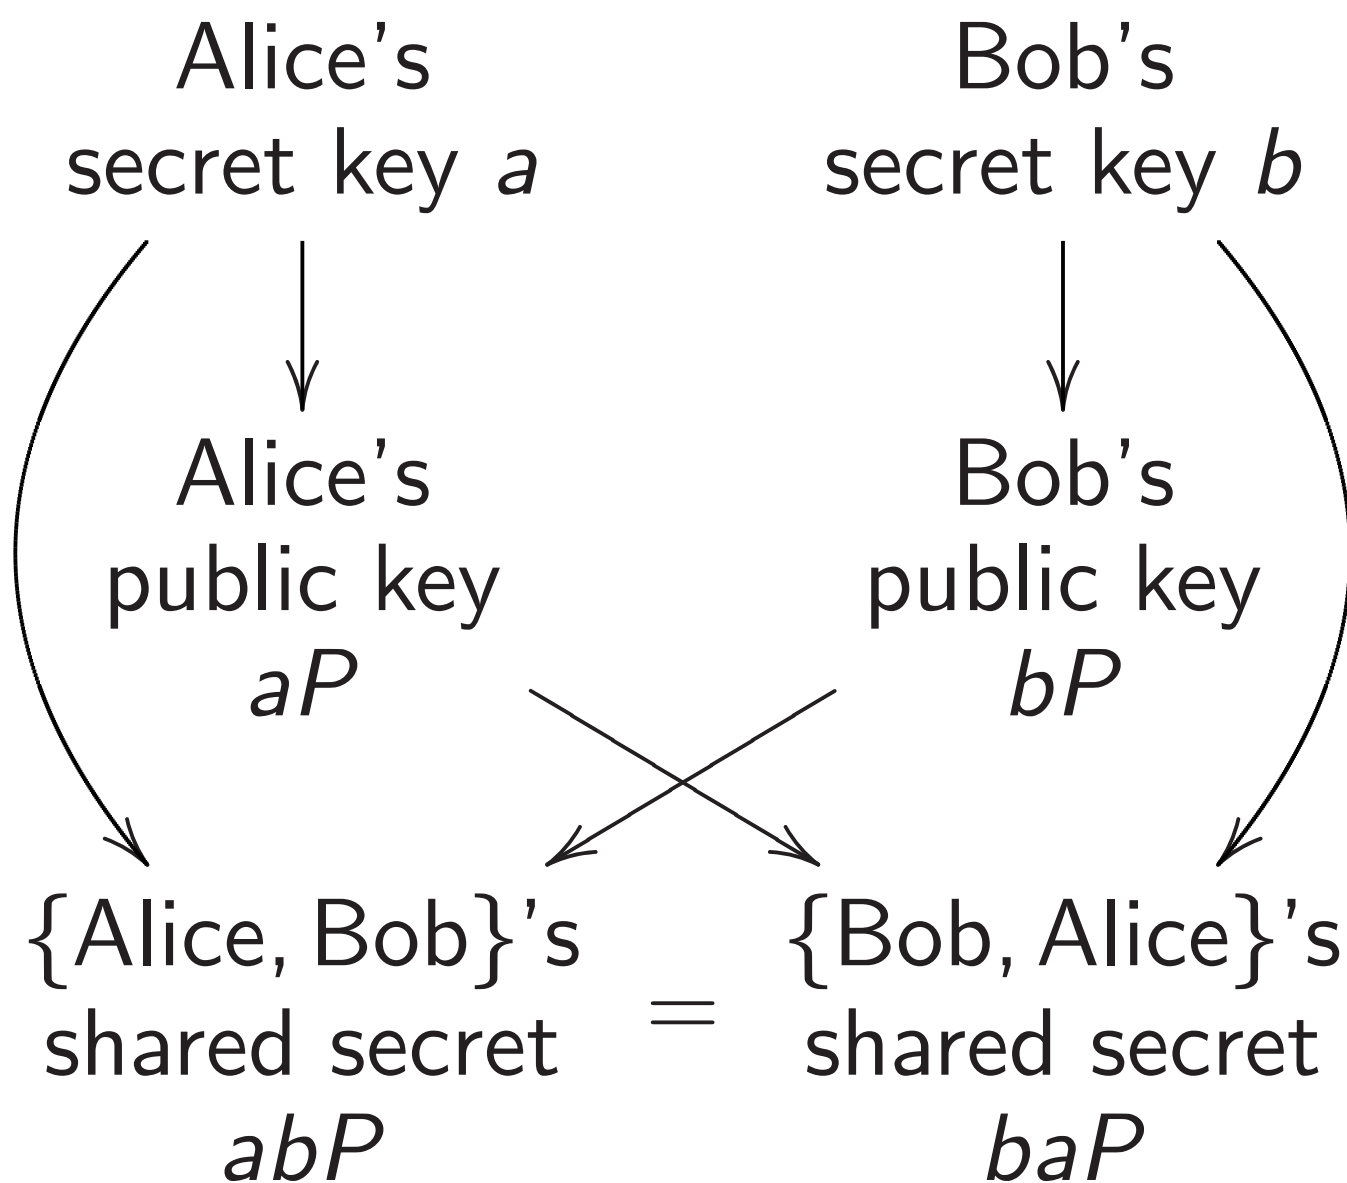 Alice's
secret key a
Bob's
secret key b
Alice's
public key
aP
Bob's
public key
bP
{Alice, Bob}'s
shared secret
abP
=
{Bob, Alice}'s
shared secret
baP